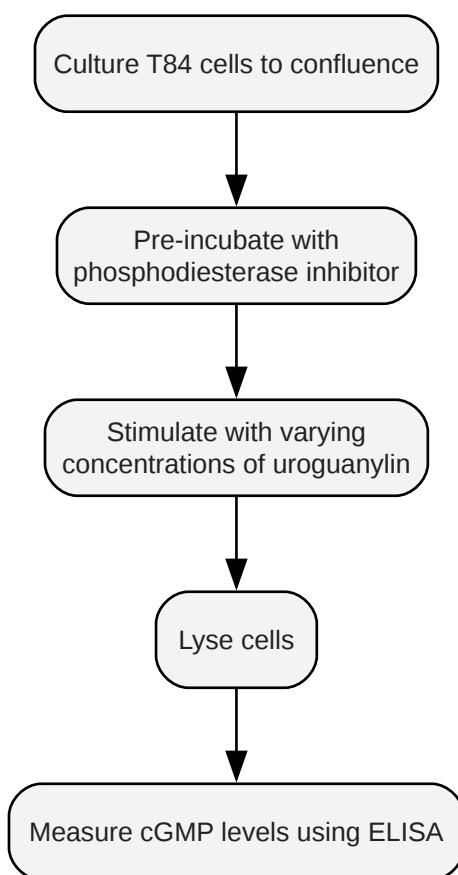 Culture T84 cells to confluence
Pre-incubate with
phosphodiesterase inhibitor
Stimulate with varying
concentrations of uroguanylin
Lyse cells
Measure cGMP levels using ELISA